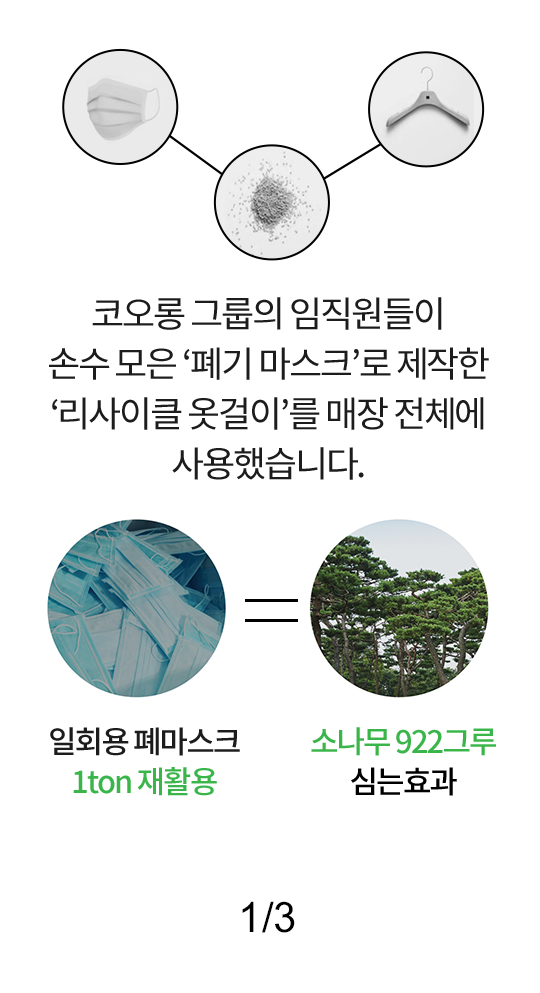 코오롱 그룹의 임직원들이
손수 모은 ‘폐기 마스크’로 제작한
‘리사이클 옷걸이’를 매장 전체에
사용했습니다.
일회용 폐마스크
1ton 재활용
소나무 922그루
심는효과
1/3